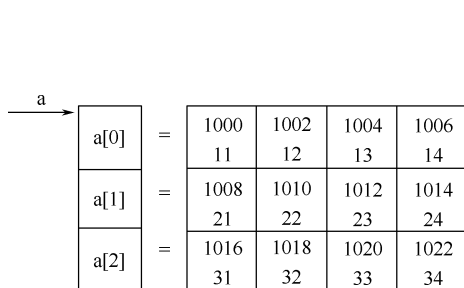 a
a[0] = 1000 1002 1004 1006
11 12 13 14
a[1] = 1008 1010 1012 1014
21 22 23 24
a[2] = 1016 1018 1020 1022
31 32 33 34